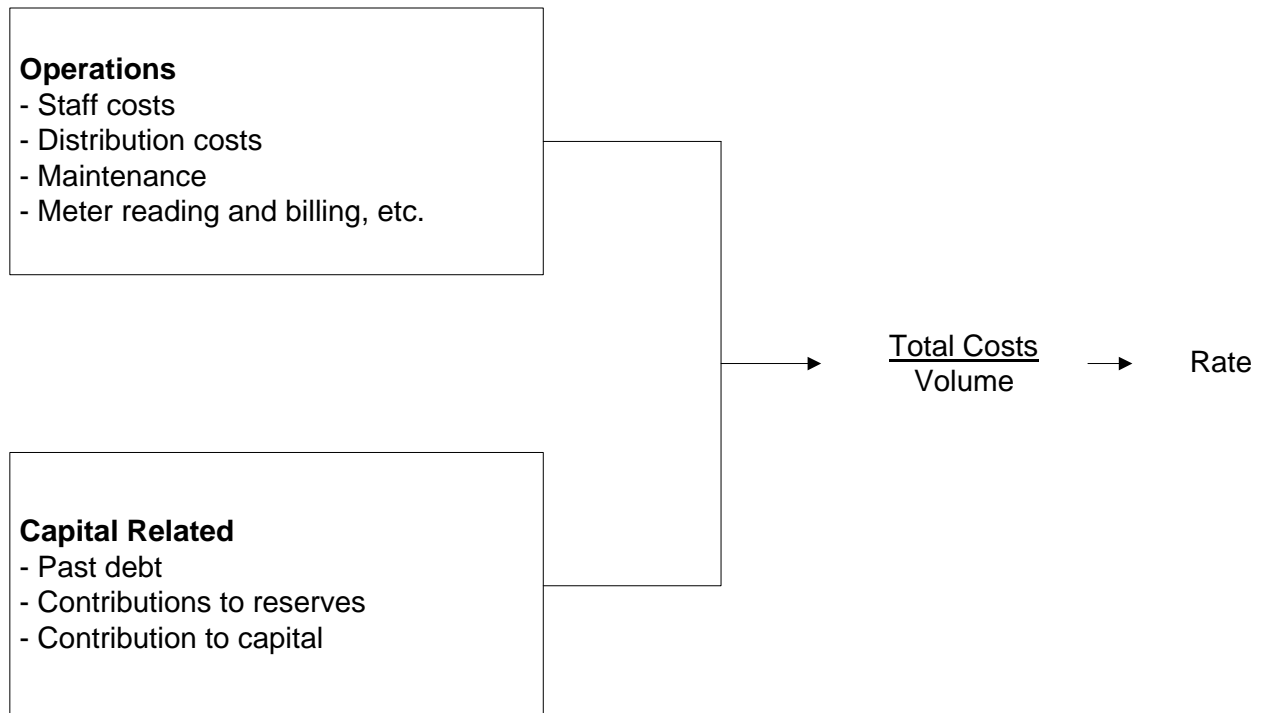 Operations
- Staff costs
- Distribution costs
- Maintenance
- Meter reading and billing, etc.
Total Costs
Volume
Rate
Capital Related
- Past debt
- Contributions to reserves
- Contribution to capital